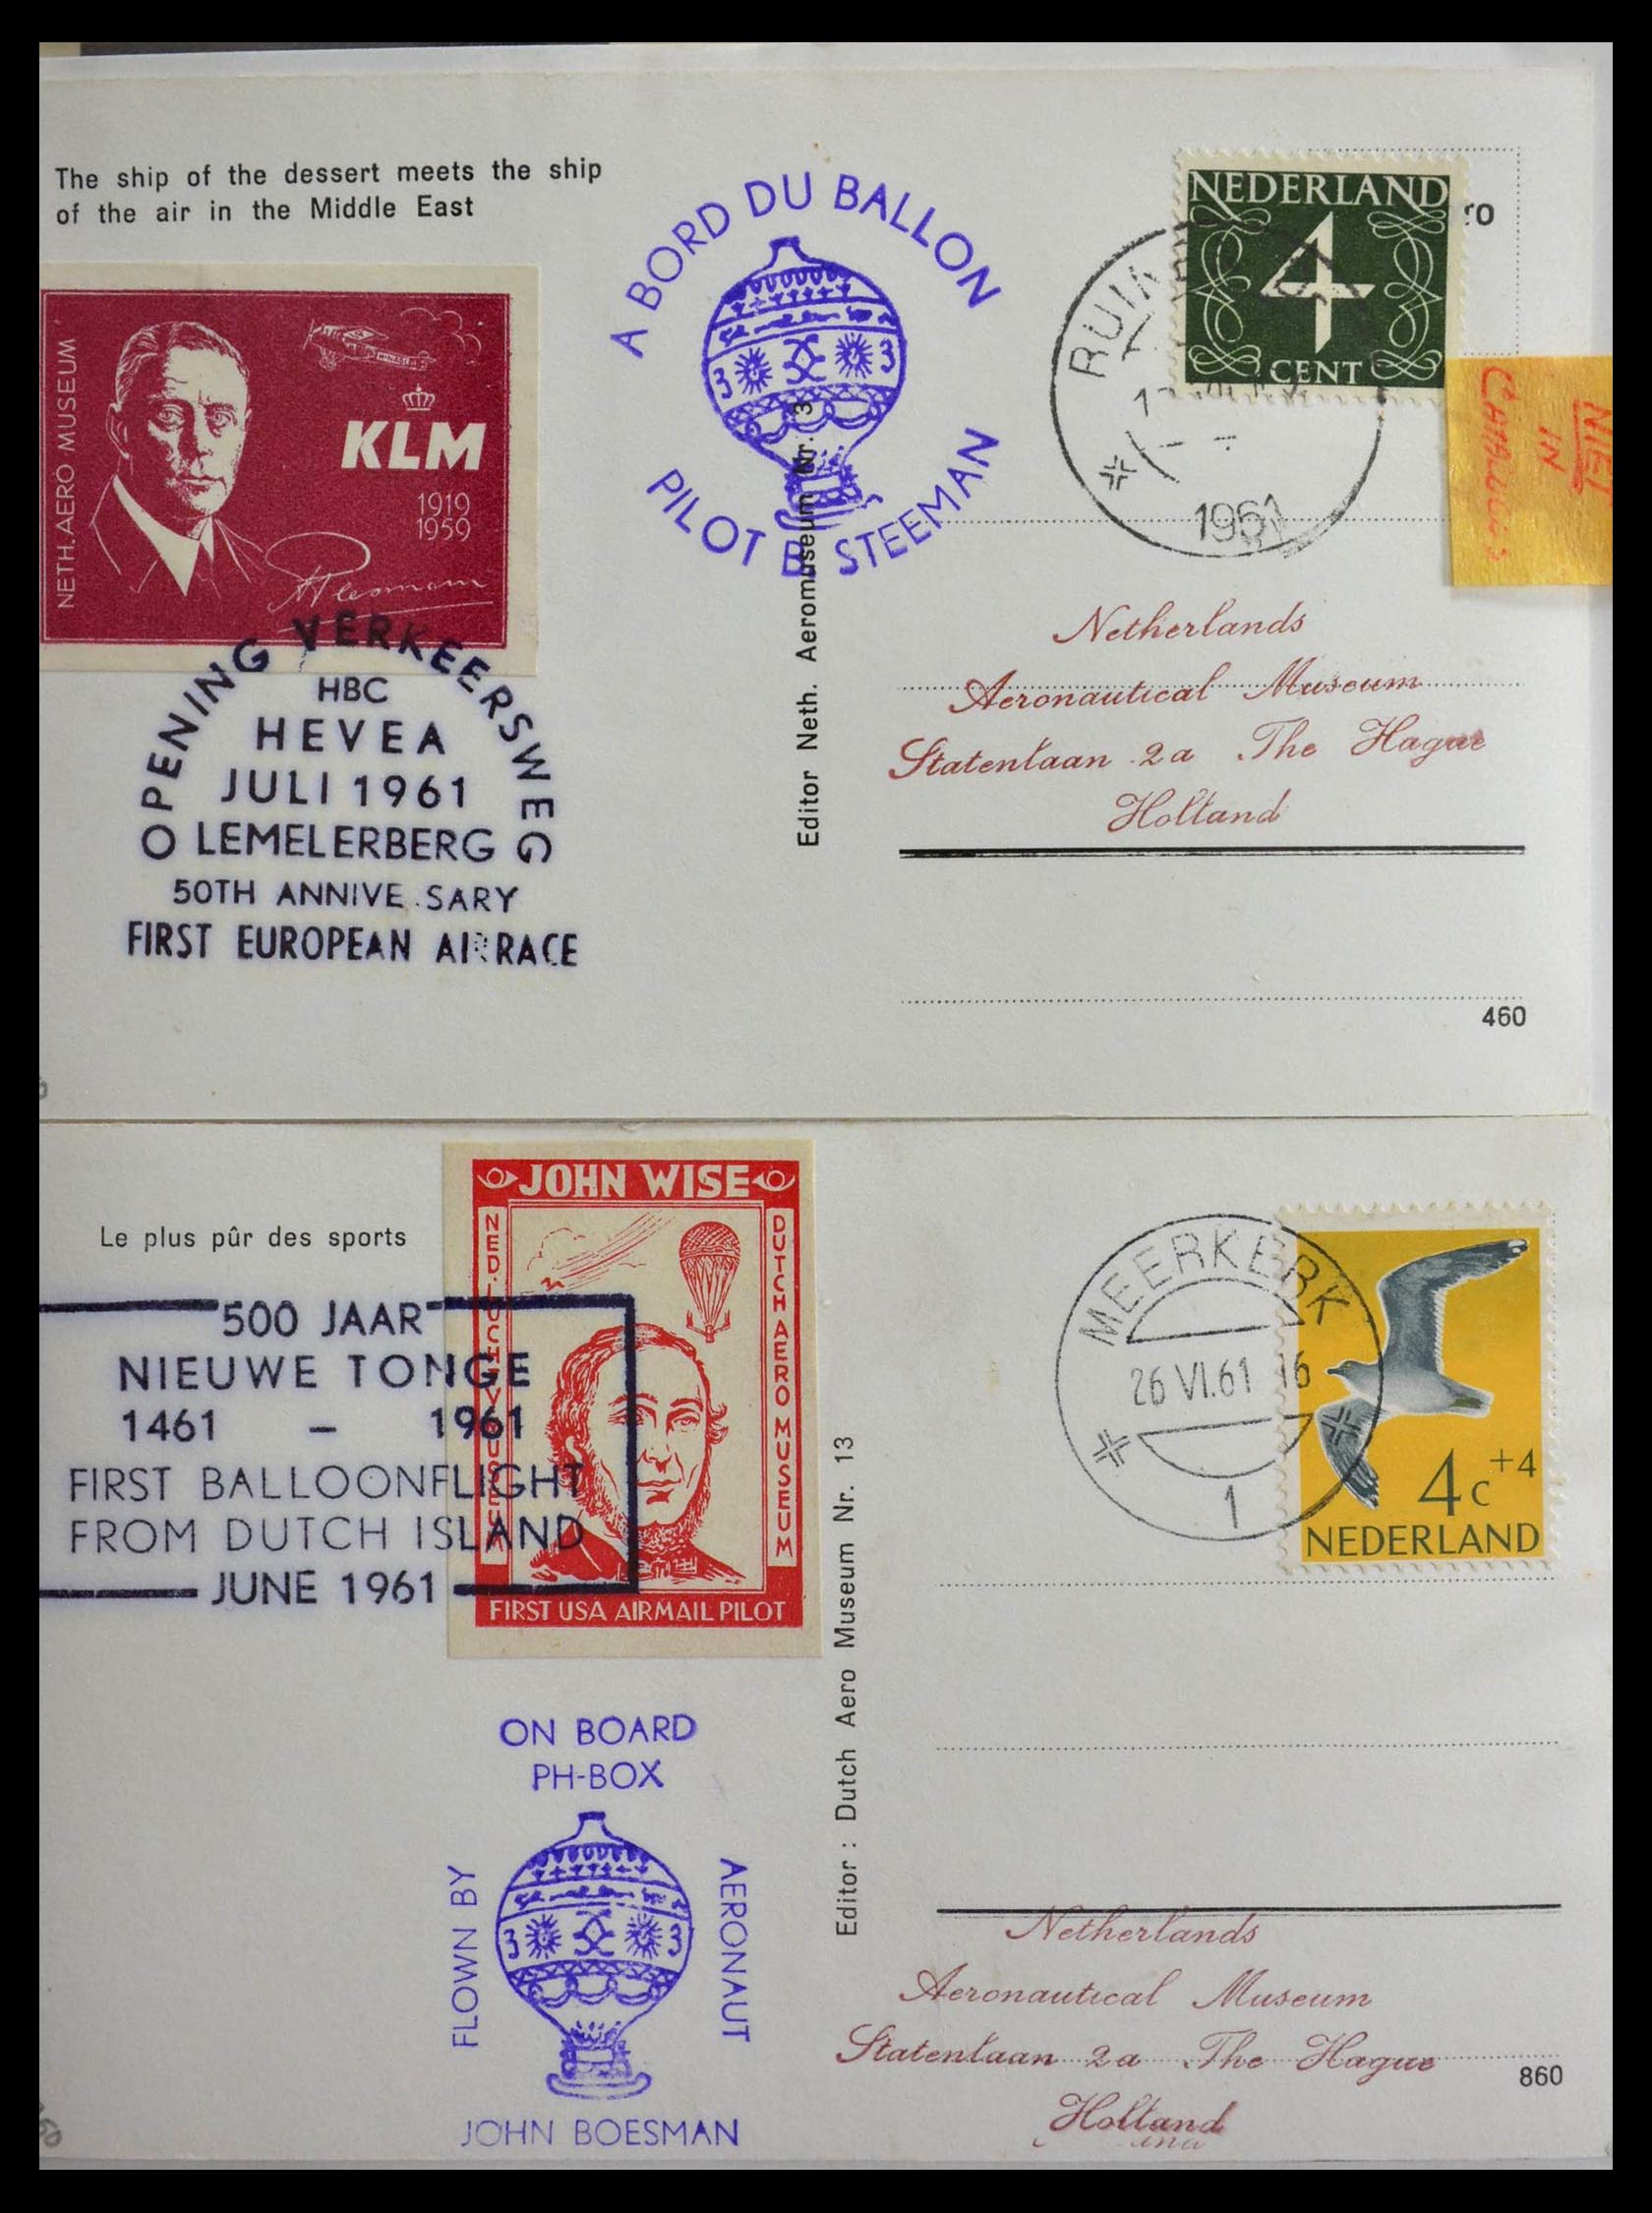 The ship of the dessert meets the ship
of the air in the Middle East
NETH. AERO MUSEUM
KLM
1919
1959
A BORD DU BALLON
PILOT B. STEEMAN
NEDERLAND
4
CENT
1961
NIET
IN
Editor Neth. Aeromuseum Nr. 3
OPENING VERKEERSWEG
HBC
HEVEA
JULI 1961
LEMELERBERG
50TH ANNIVE.SARY
FIRST EUROPEAN AIRRACE
Netherlands
Aeronautical Museum
Statenlaan 2a The Hague
Holland
460
Le plus pûr des sports
JOHN WISE
NED. LUCHTV. MUSEUM
DUTCH AERO MUSEUM
FIRST USA AIRMAIL PILOT
500 JAAR
NIEUWE TONGE
1461 – 1961
FIRST BALLOONFLIGHT
FROM DUTCH ISLAND
JUNE 1961
MEERKERK
26 VI.61 16
1
4c+4
NEDERLAND
Editor : Dutch Aero Museum Nr. 13
ON BOARD
PH-BOX
FLOWN BY
AERONAUT
JOHN BOESMAN
Netherlands
Aeronautical Museum
Statenlaan 2a The Hague
Holland
860